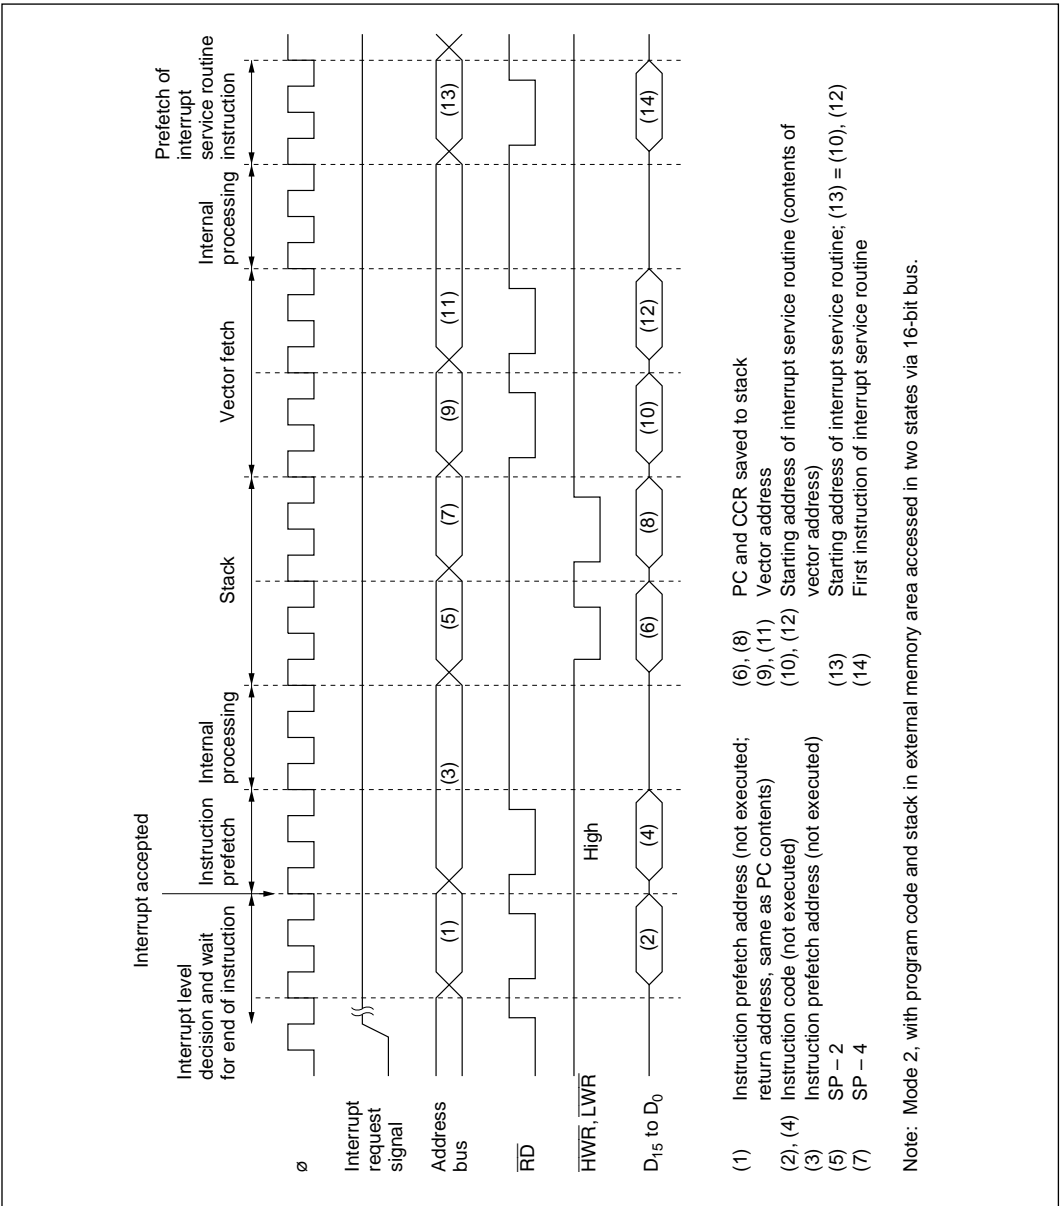 Interrupt accepted
Interrupt level
decision and wait
for end of instruction
Instruction
prefetch
Internal
processing
Stack
Vector fetch
Internal
processing
Prefetch of
interrupt
service routine
instruction
ø
Interrupt
request
signal
Address
bus
(1)
(3)
(5)
(7)
(9)
(11)
(13)
RD
HWR, LWR
High
D15 to D0
(2)
(4)
(6)
(8)
(10)
(12)
(14)
(1) Instruction prefetch address (not executed;
return address, same as PC contents)
(2), (4) Instruction code (not executed)
(3) Instruction prefetch address (not executed)
(5) SP – 2
(7) SP – 4
(6), (8) PC and CCR saved to stack
(9), (11) Vector address
(10), (12) Starting address of interrupt service routine (contents of
vector address)
(13) Starting address of interrupt service routine; (13) = (10), (12)
(14) First instruction of interrupt service routine
Note: Mode 2, with program code and stack in external memory area accessed in two states via 16-bit bus.